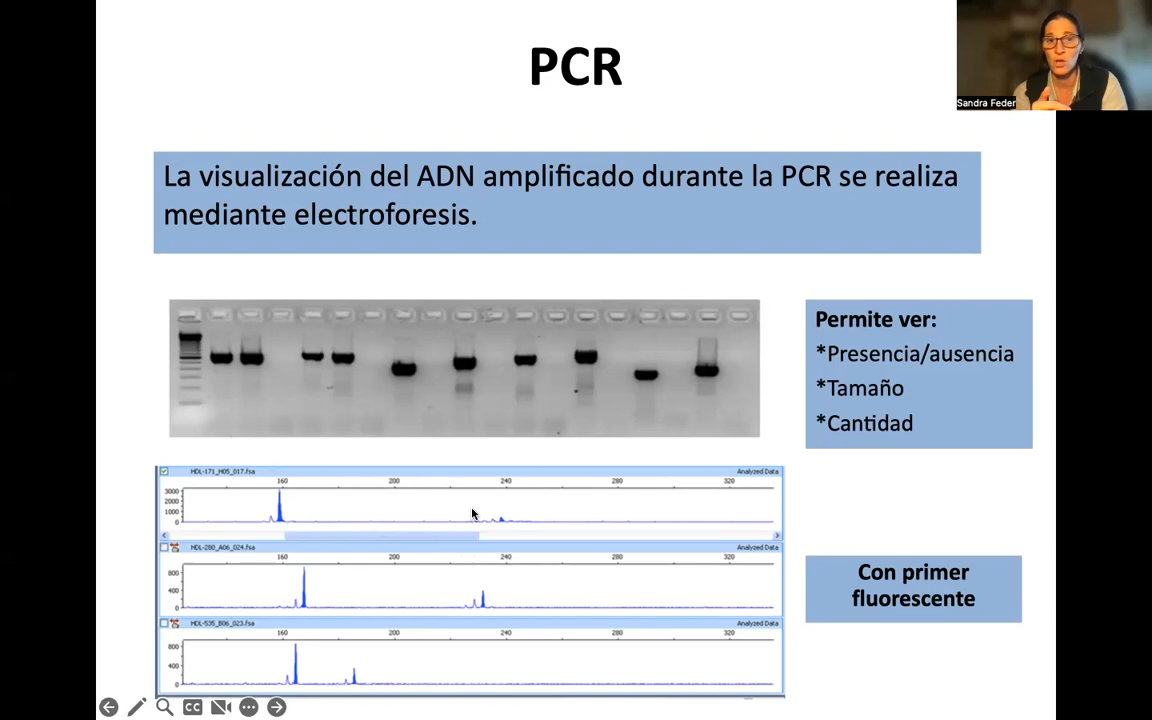 PCR
Sandra Feder
La visualización del ADN amplificado durante la PCR se realiza
mediante electroforesis.
Permite ver:
*Presencia/ausencia
*Tamaño
*Cantidad
HDL-171_H05_017.fsa
Analyzed Data
160 200 240 280 320
3000
2000
1000
0
HDL-280_A06_024.fsa
Analyzed Data
160 200 240 280 320
800
400
0
HDL-535_B06_023.fsa
Analyzed Data
160 200 240 280 320
800
400
0
Con primer
fluorescente
CC